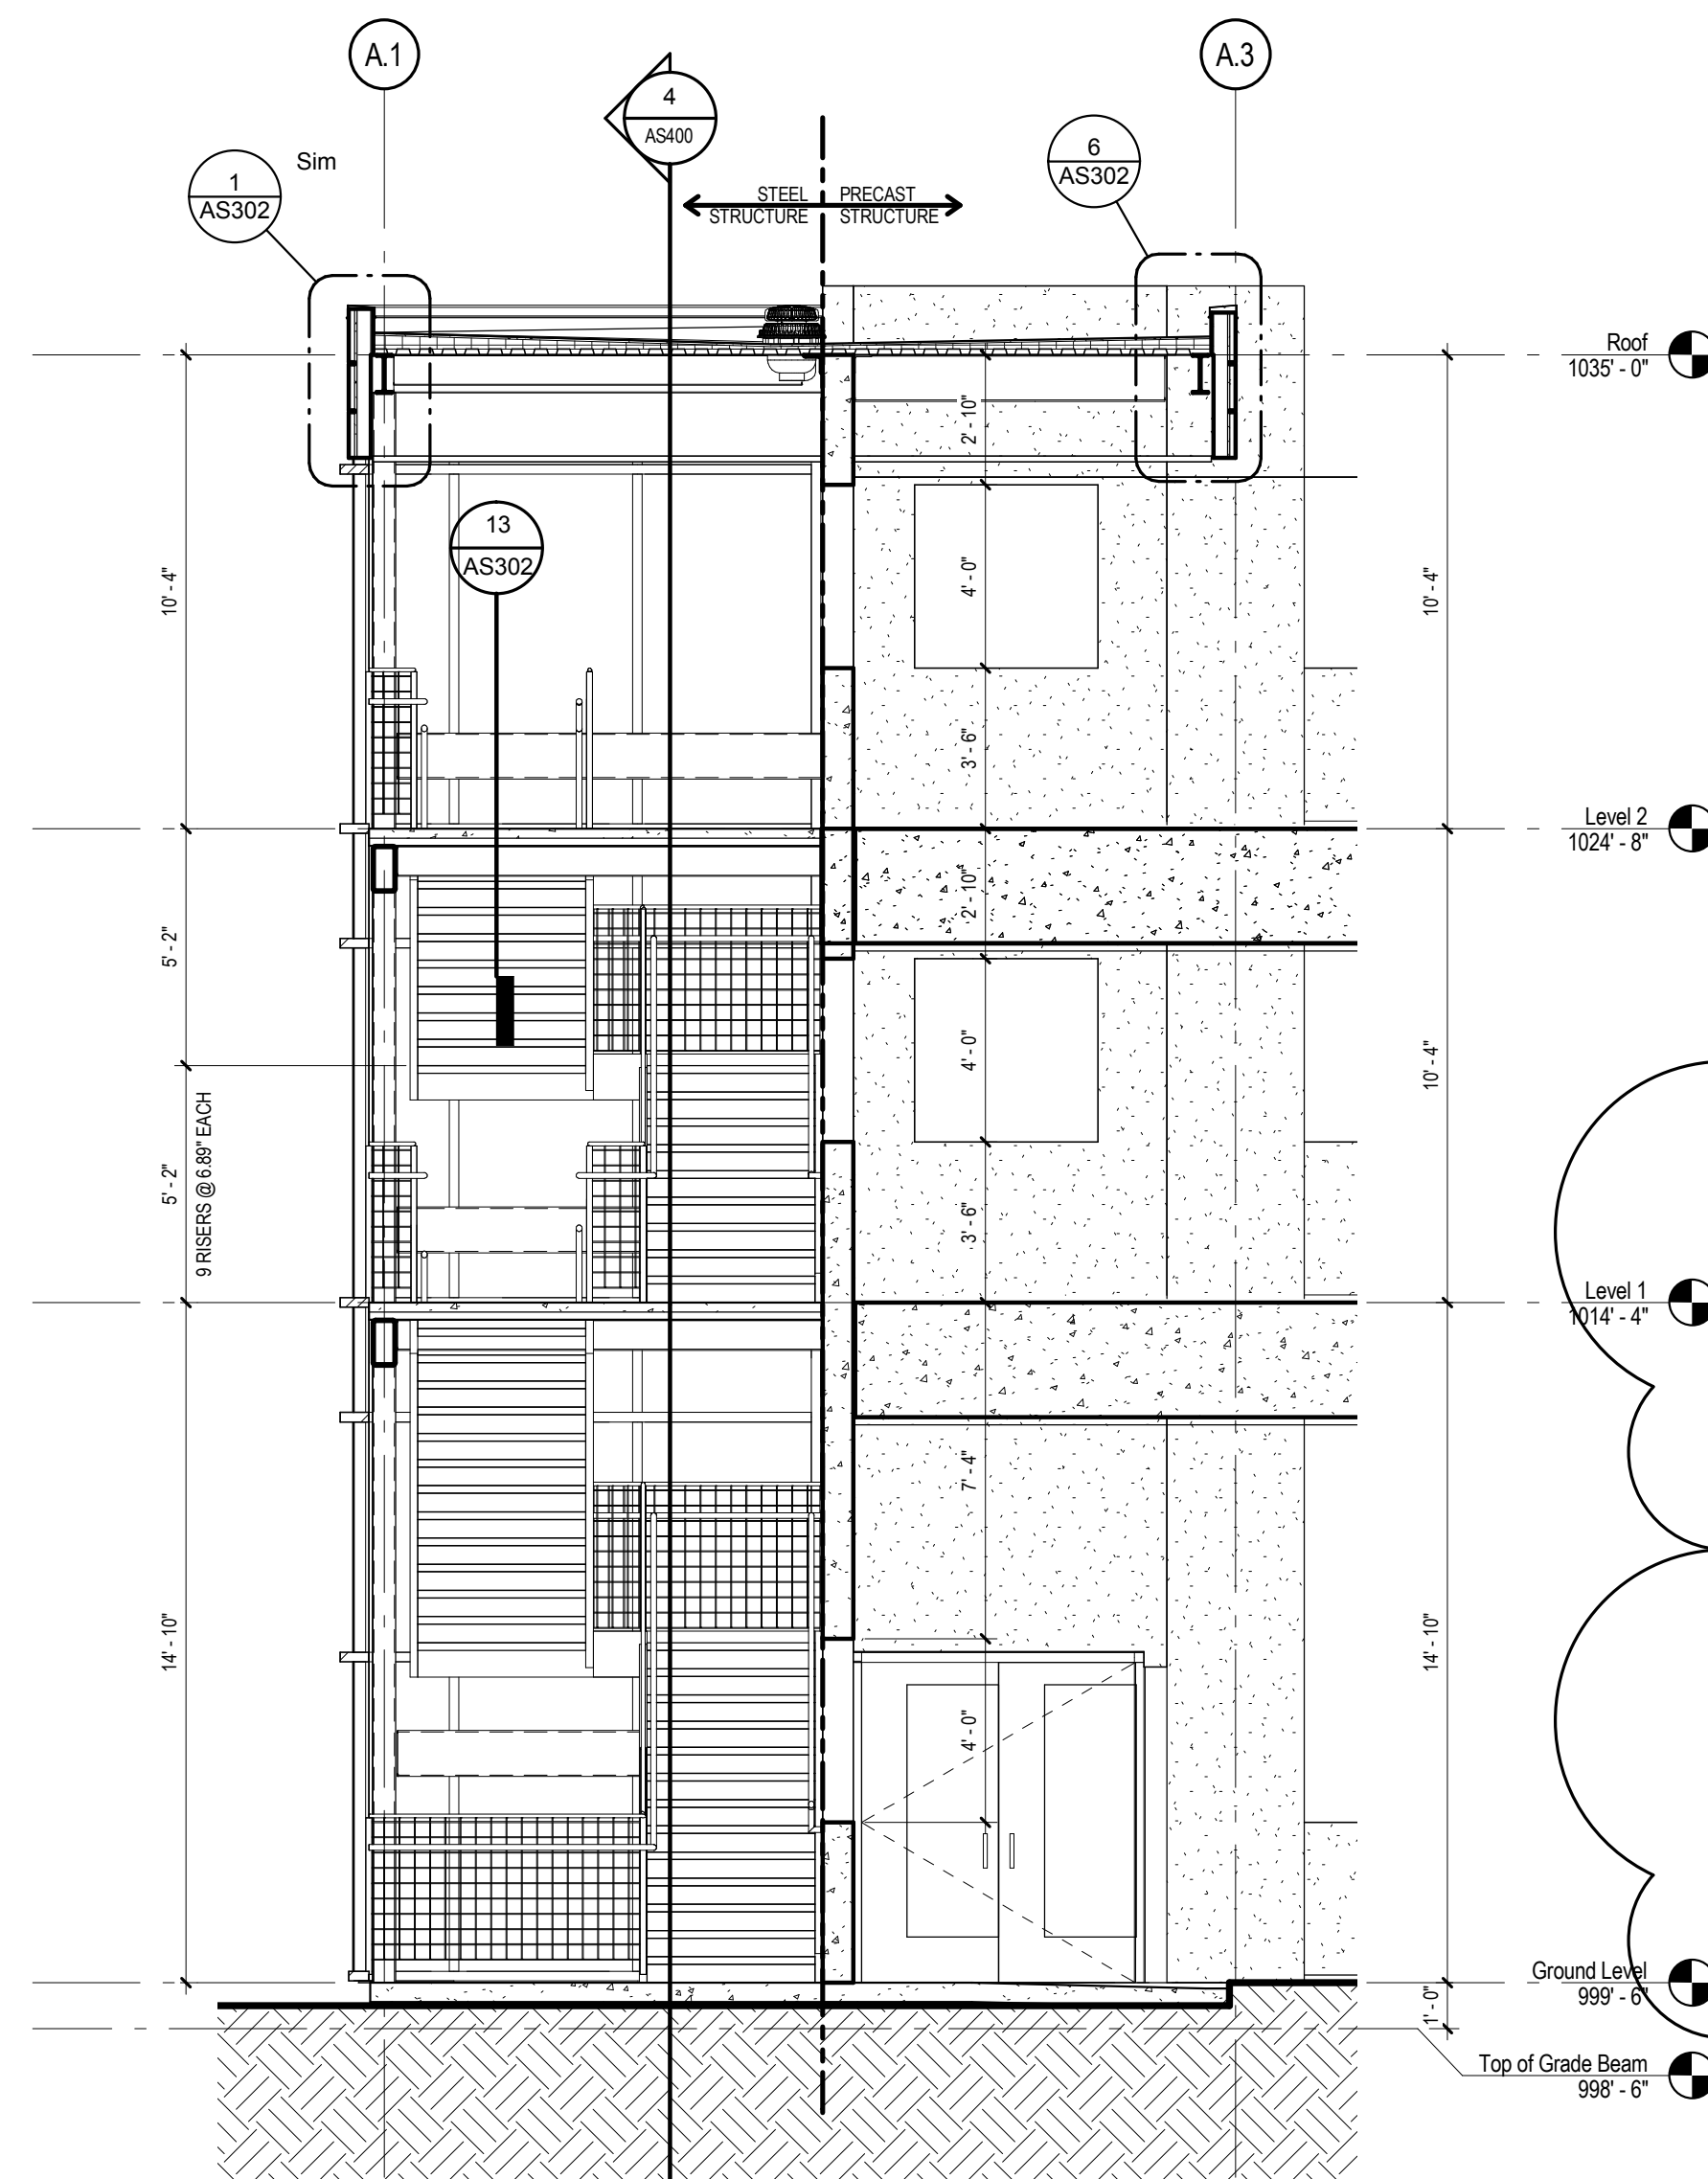 A.1
A.3
4
AS400
1
AS302
Sim
6
AS302
STEEL STRUCTURE
PRECAST STRUCTURE
Roof
1035' - 0"
2' - 10"
13
AS302
10' - 4"
4' - 0"
10' - 4"
3' - 6"
Level 2
1024' - 8"
2' - 10"
5' - 2"
4' - 0"
10' - 4"
5' - 2"
9 RISERS @ 6.89" EACH
3' - 6"
Level 1
1014' - 4"
7' - 4"
14' - 10"
14' - 10"
4' - 0"
Ground Level
999' - 6"
1' - 0"
Top of Grade Beam
998' - 6"